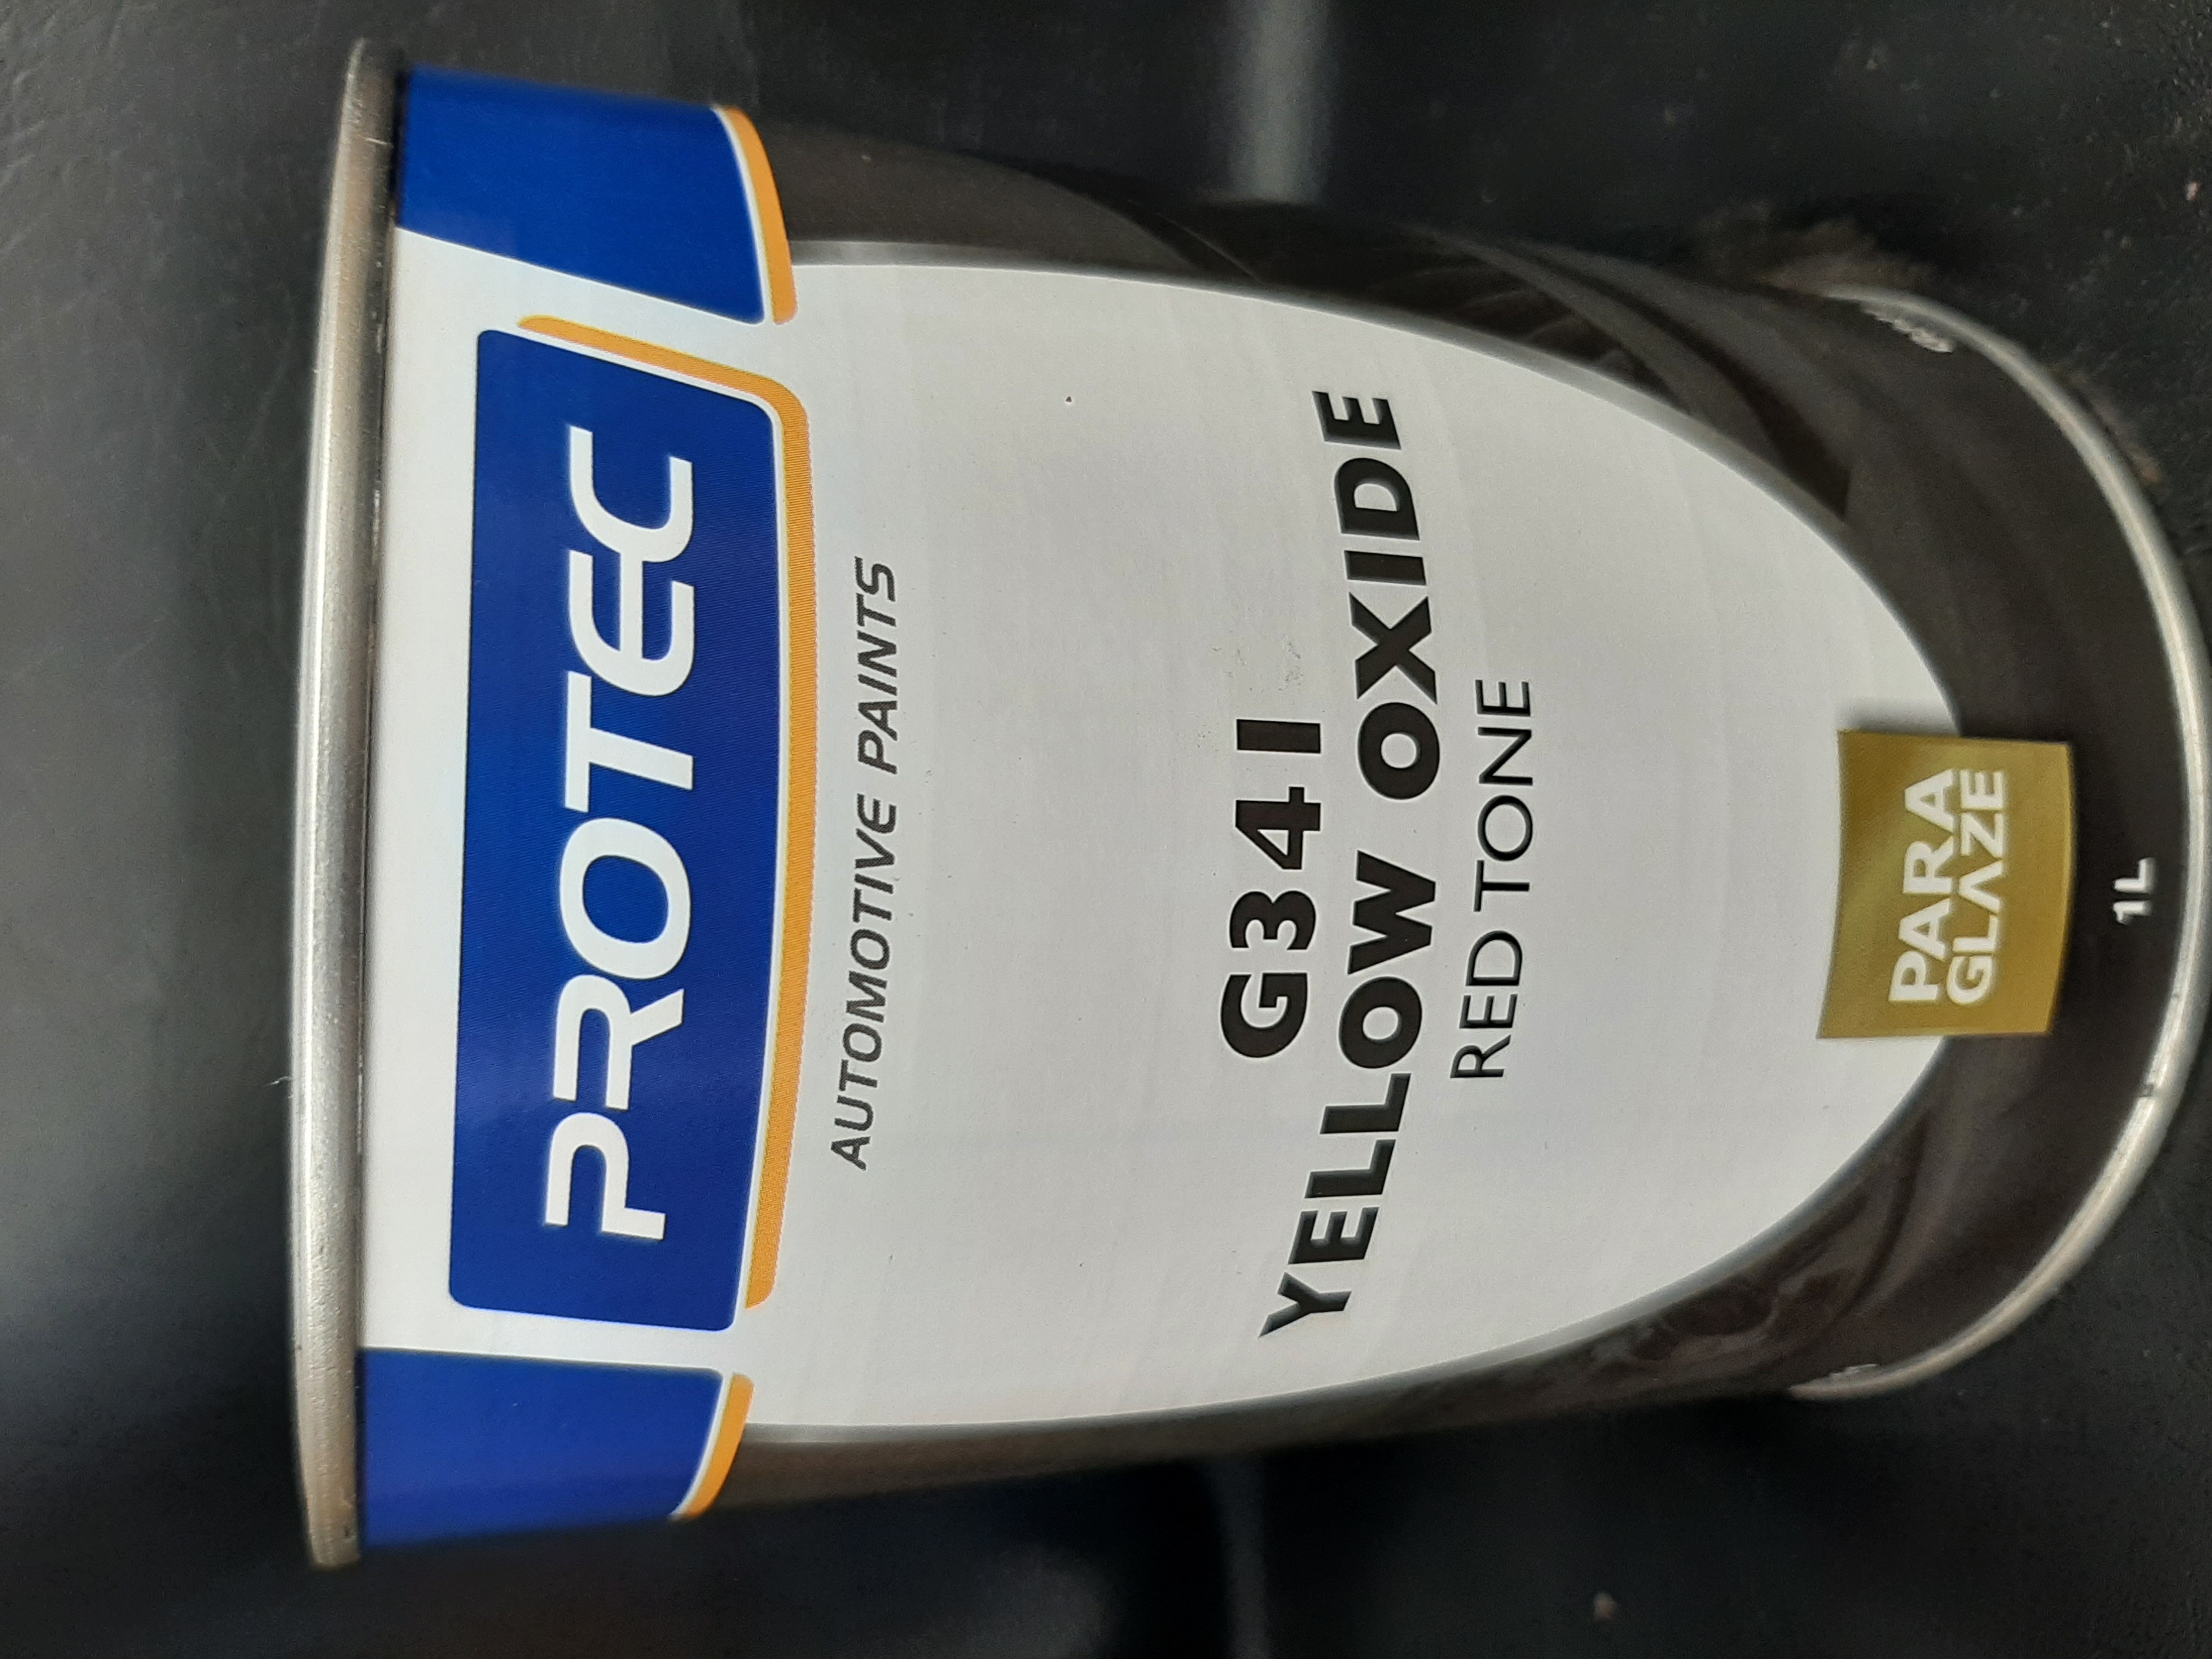 PROTEC
AUTOMOTIVE PAINTS
G341
YELLOW OXIDE
RED TONE
PARA
GLAZE
1L